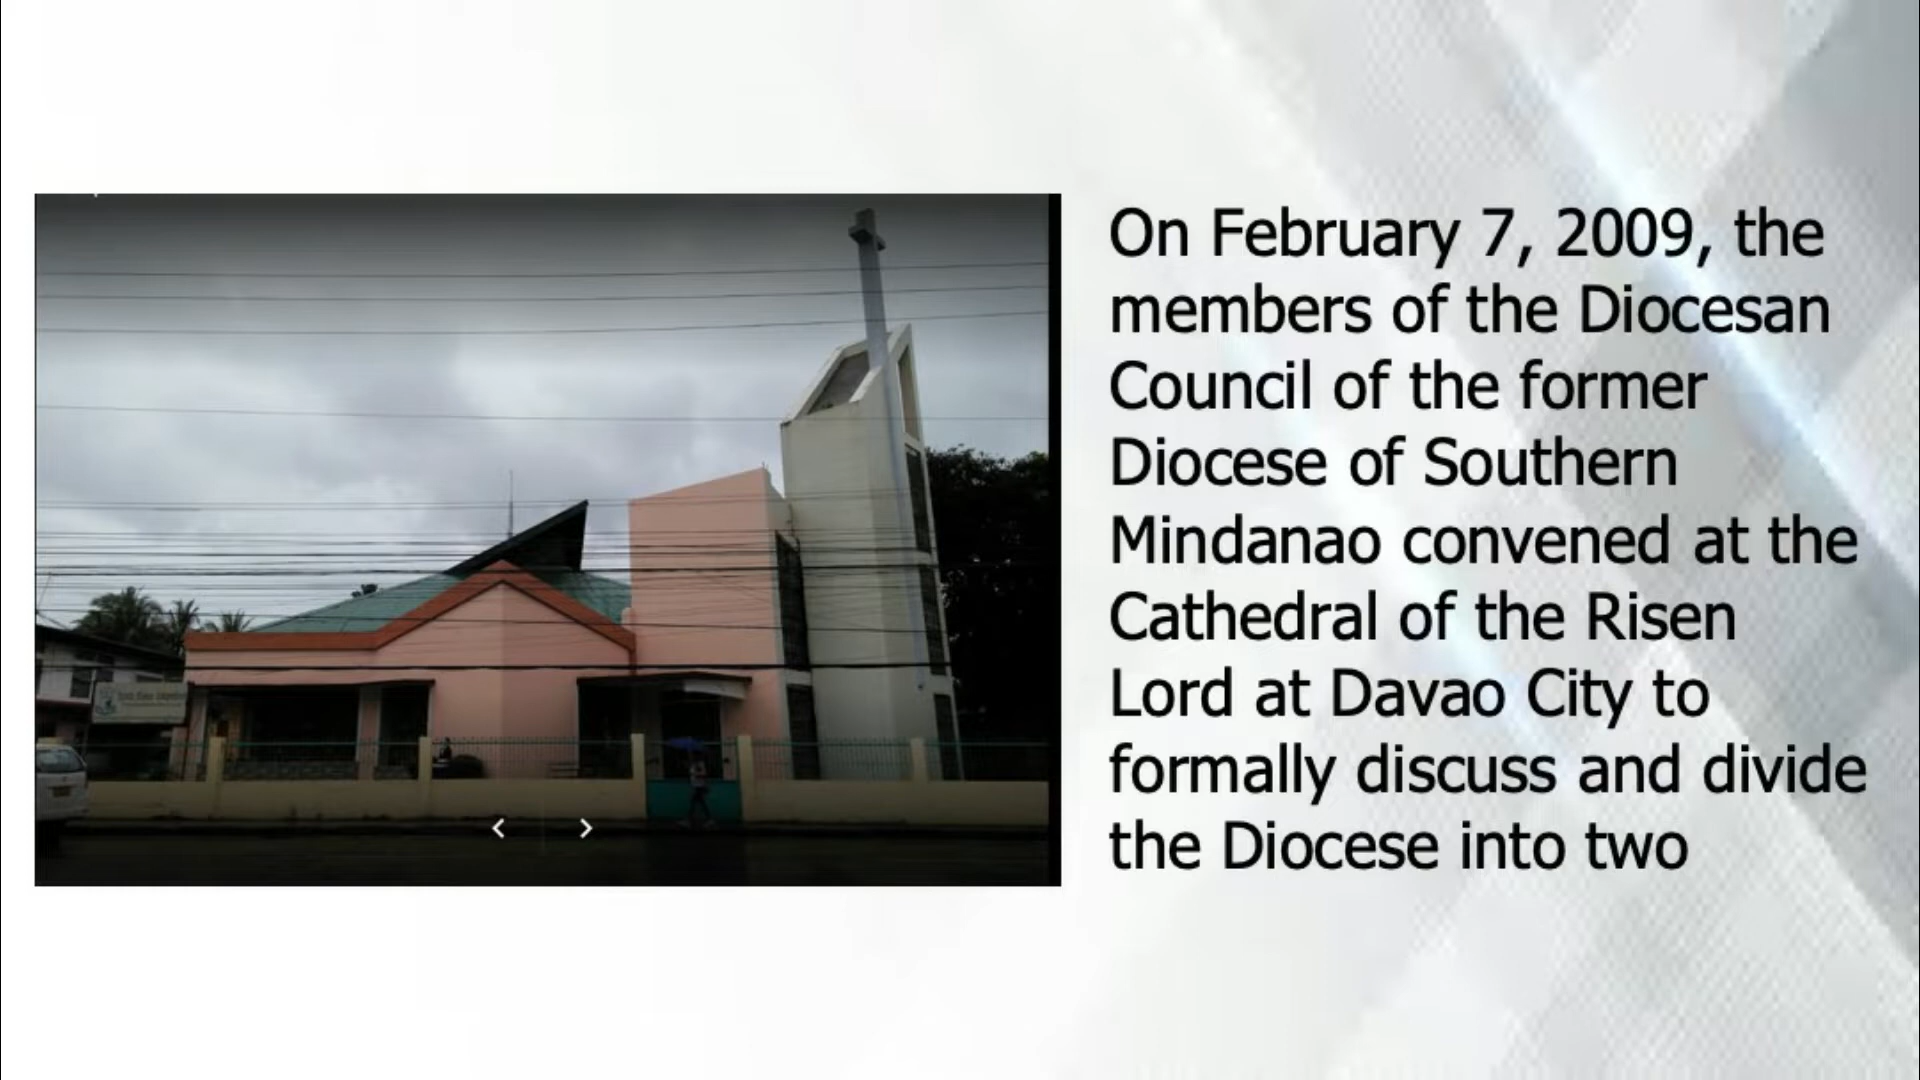 On February 7, 2009, the
members of the Diocesan
Council of the former
Diocese of Southern
Mindanao convened at the
Cathedral of the Risen
Lord at Davao City to
formally discuss and divide
the Diocese into two